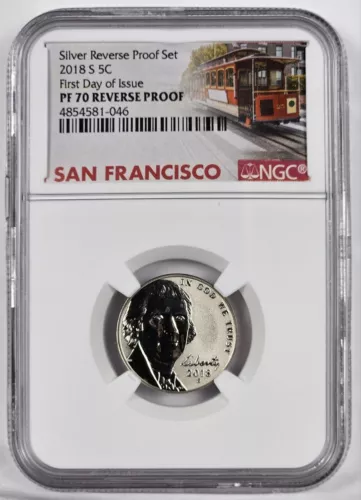 Silver Reverse Proof Set
2018 S 5C
First Day of Issue
PF 70 REVERSE PROOF
4854581-046
SAN FRANCISCO
NGC®
IN GOD WE TRUST
Liberty
2018
S